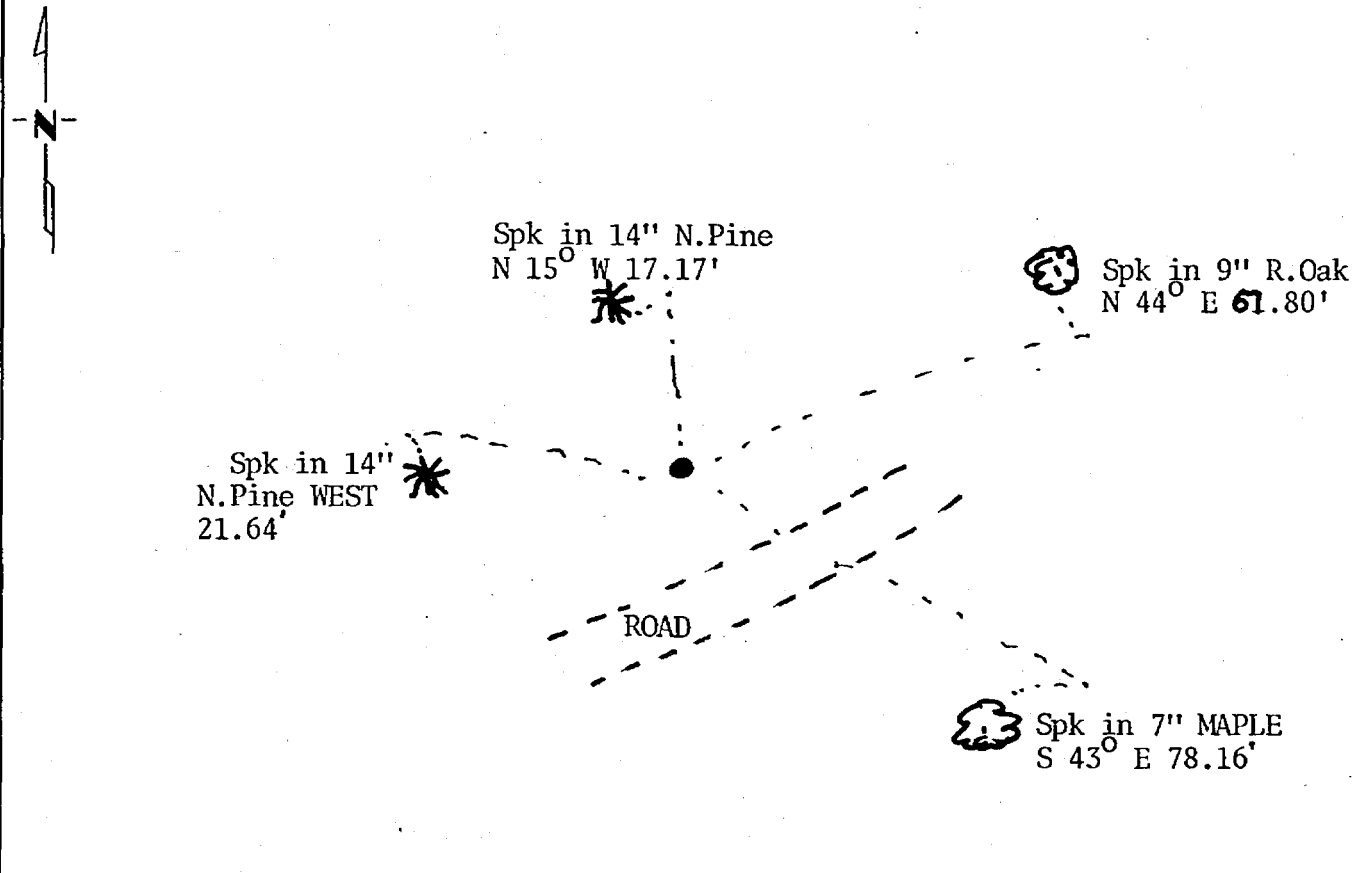 N
Spk in 14" N.Pine
N 15° W 17.17'
Spk in 9" R.Oak
N 44° E 61.80'
Spk in 14"
N.Pine WEST
21.64'
ROAD
Spk in 7" MAPLE
S 43° E 78.16'